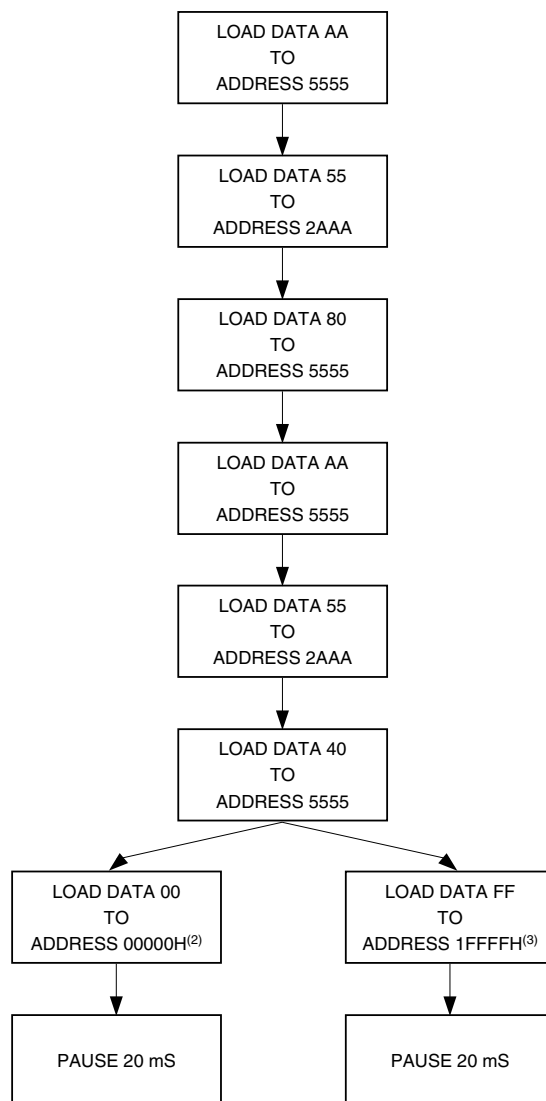 LOAD DATA AA
TO
ADDRESS 5555
LOAD DATA 55
TO
ADDRESS 2AAA
LOAD DATA 80
TO
ADDRESS 5555
LOAD DATA AA
TO
ADDRESS 5555
LOAD DATA 55
TO
ADDRESS 2AAA
LOAD DATA 40
TO
ADDRESS 5555
LOAD DATA 00
TO
ADDRESS 00000H(2)
LOAD DATA FF
TO
ADDRESS 1FFFFH(3)
PAUSE 20 mS
PAUSE 20 mS